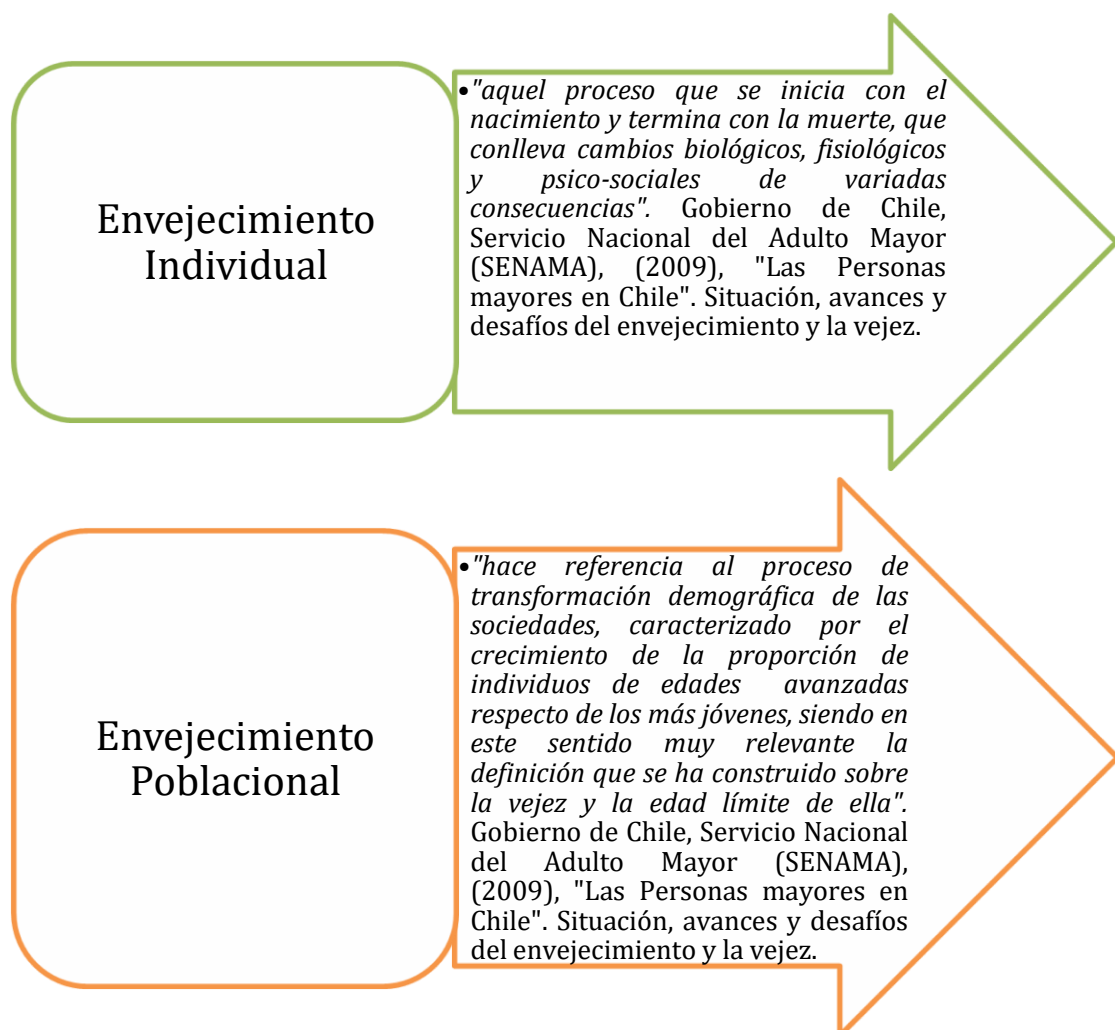 Envejecimiento
Individual
•"aquel proceso que se inicia con el
nacimiento y termina con la muerte, que
conlleva cambios biológicos, fisiológicos
y psico-sociales de variadas
consecuencias". Gobierno de Chile,
Servicio Nacional del Adulto Mayor
(SENAMA), (2009), "Las Personas
mayores en Chile". Situación, avances y
desafíos del envejecimiento y la vejez.
Envejecimiento
Poblacional
•"hace referencia al proceso de
transformación demográfica de las
sociedades, caracterizado por el
crecimiento de la proporción de
individuos de edades avanzadas
respecto de los más jóvenes, siendo en
este sentido muy relevante la
definición que se ha construido sobre
la vejez y la edad límite de ella".
Gobierno de Chile, Servicio Nacional
del Adulto Mayor (SENAMA),
(2009), "Las Personas mayores en
Chile". Situación, avances y desafíos
del envejecimiento y la vejez.